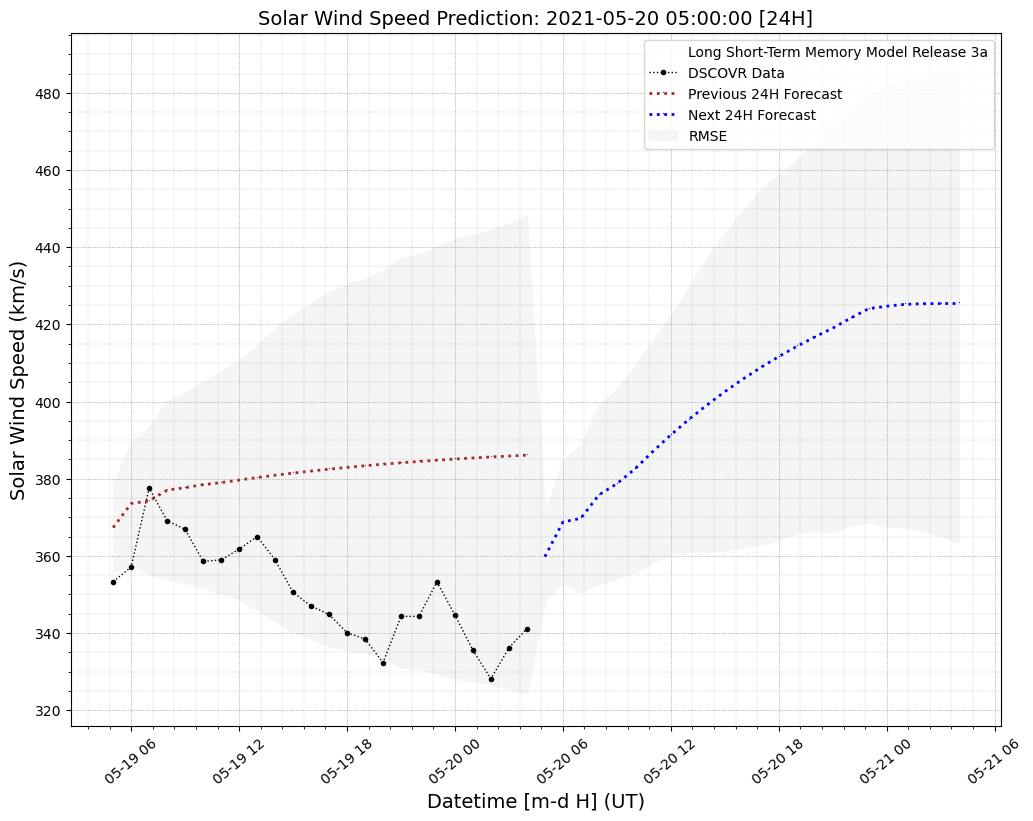 Solar Wind Speed Prediction: 2021-05-20 05:00:00 [24H]
Long Short-Term Memory Model Release 3a
DSCOVR Data
Previous 24H Forecast
Next 24H Forecast
RMSE
Solar Wind Speed (km/s)
480
460
440
420
400
380
360
340
320
05-19 06
05-19 12
05-19 18
05-20 00
05-20 06
05-20 12
05-20 18
05-21 00
05-21 06
Datetime [m-d H] (UT)